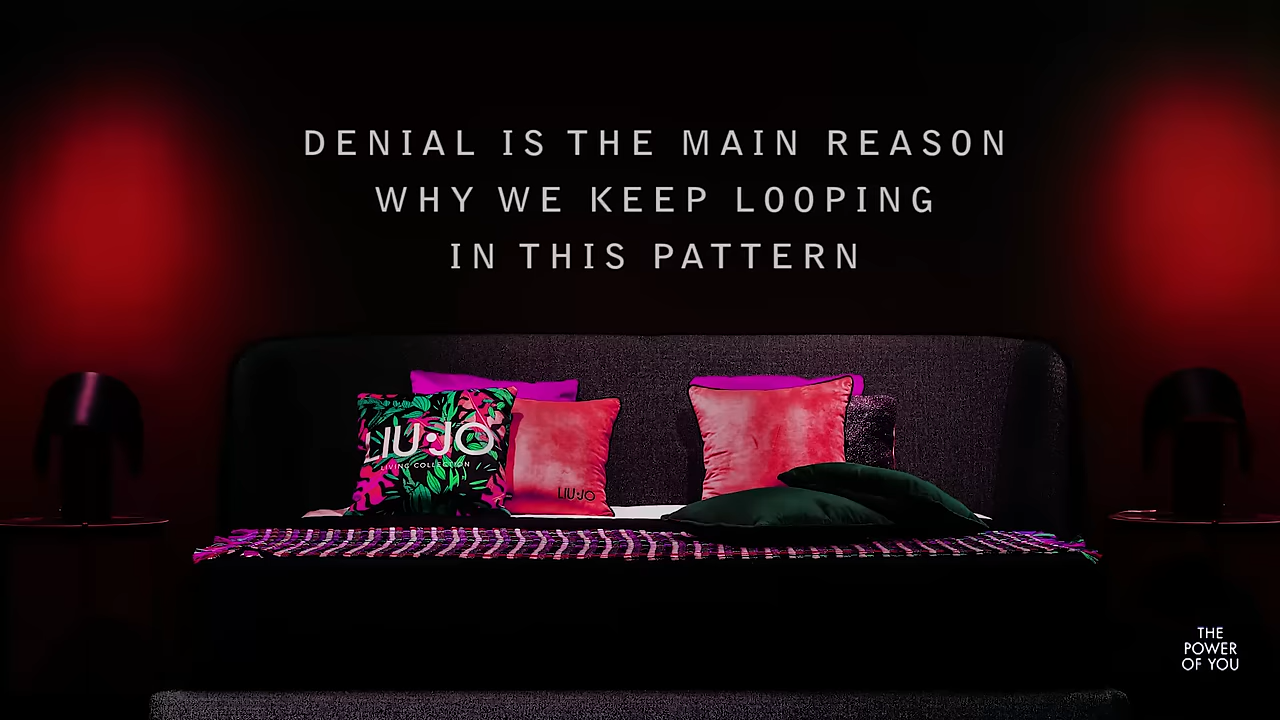 DENIAL IS THE MAIN REASON
WHY WE KEEP LOOPING
IN THIS PATTERN
LIU·JO
LIVING COLLECTION
LIU·JO
THE
POWER
OF YOU